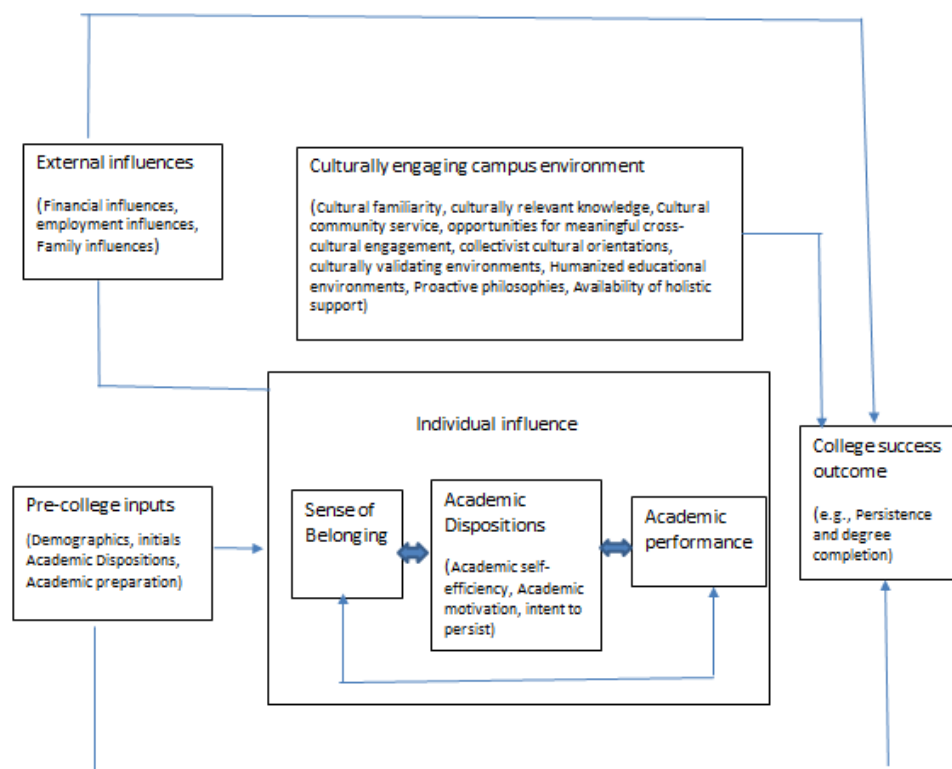 External influences
(Financial influences,
employment influences,
Family influences)
Culturally engaging campus environment
(Cultural familiarity, culturally relevant knowledge, Cultural
community service, opportunities for meaningful cross-
cultural engagement, collectivist cultural orientations,
culturally validating environments, Humanized educational
environments, Proactive philosophies, Availability of holistic
support)
Individual influence
Pre-college inputs
(Demographics, initials
Academic Dispositions,
Academic preparation)
Sense of
Belonging
Academic
Dispositions
(Academic self-
efficiency, Academic
motivation, intent to
persist)
Academic
performance
College success
outcome
(e.g., Persistence
and degree
completion)